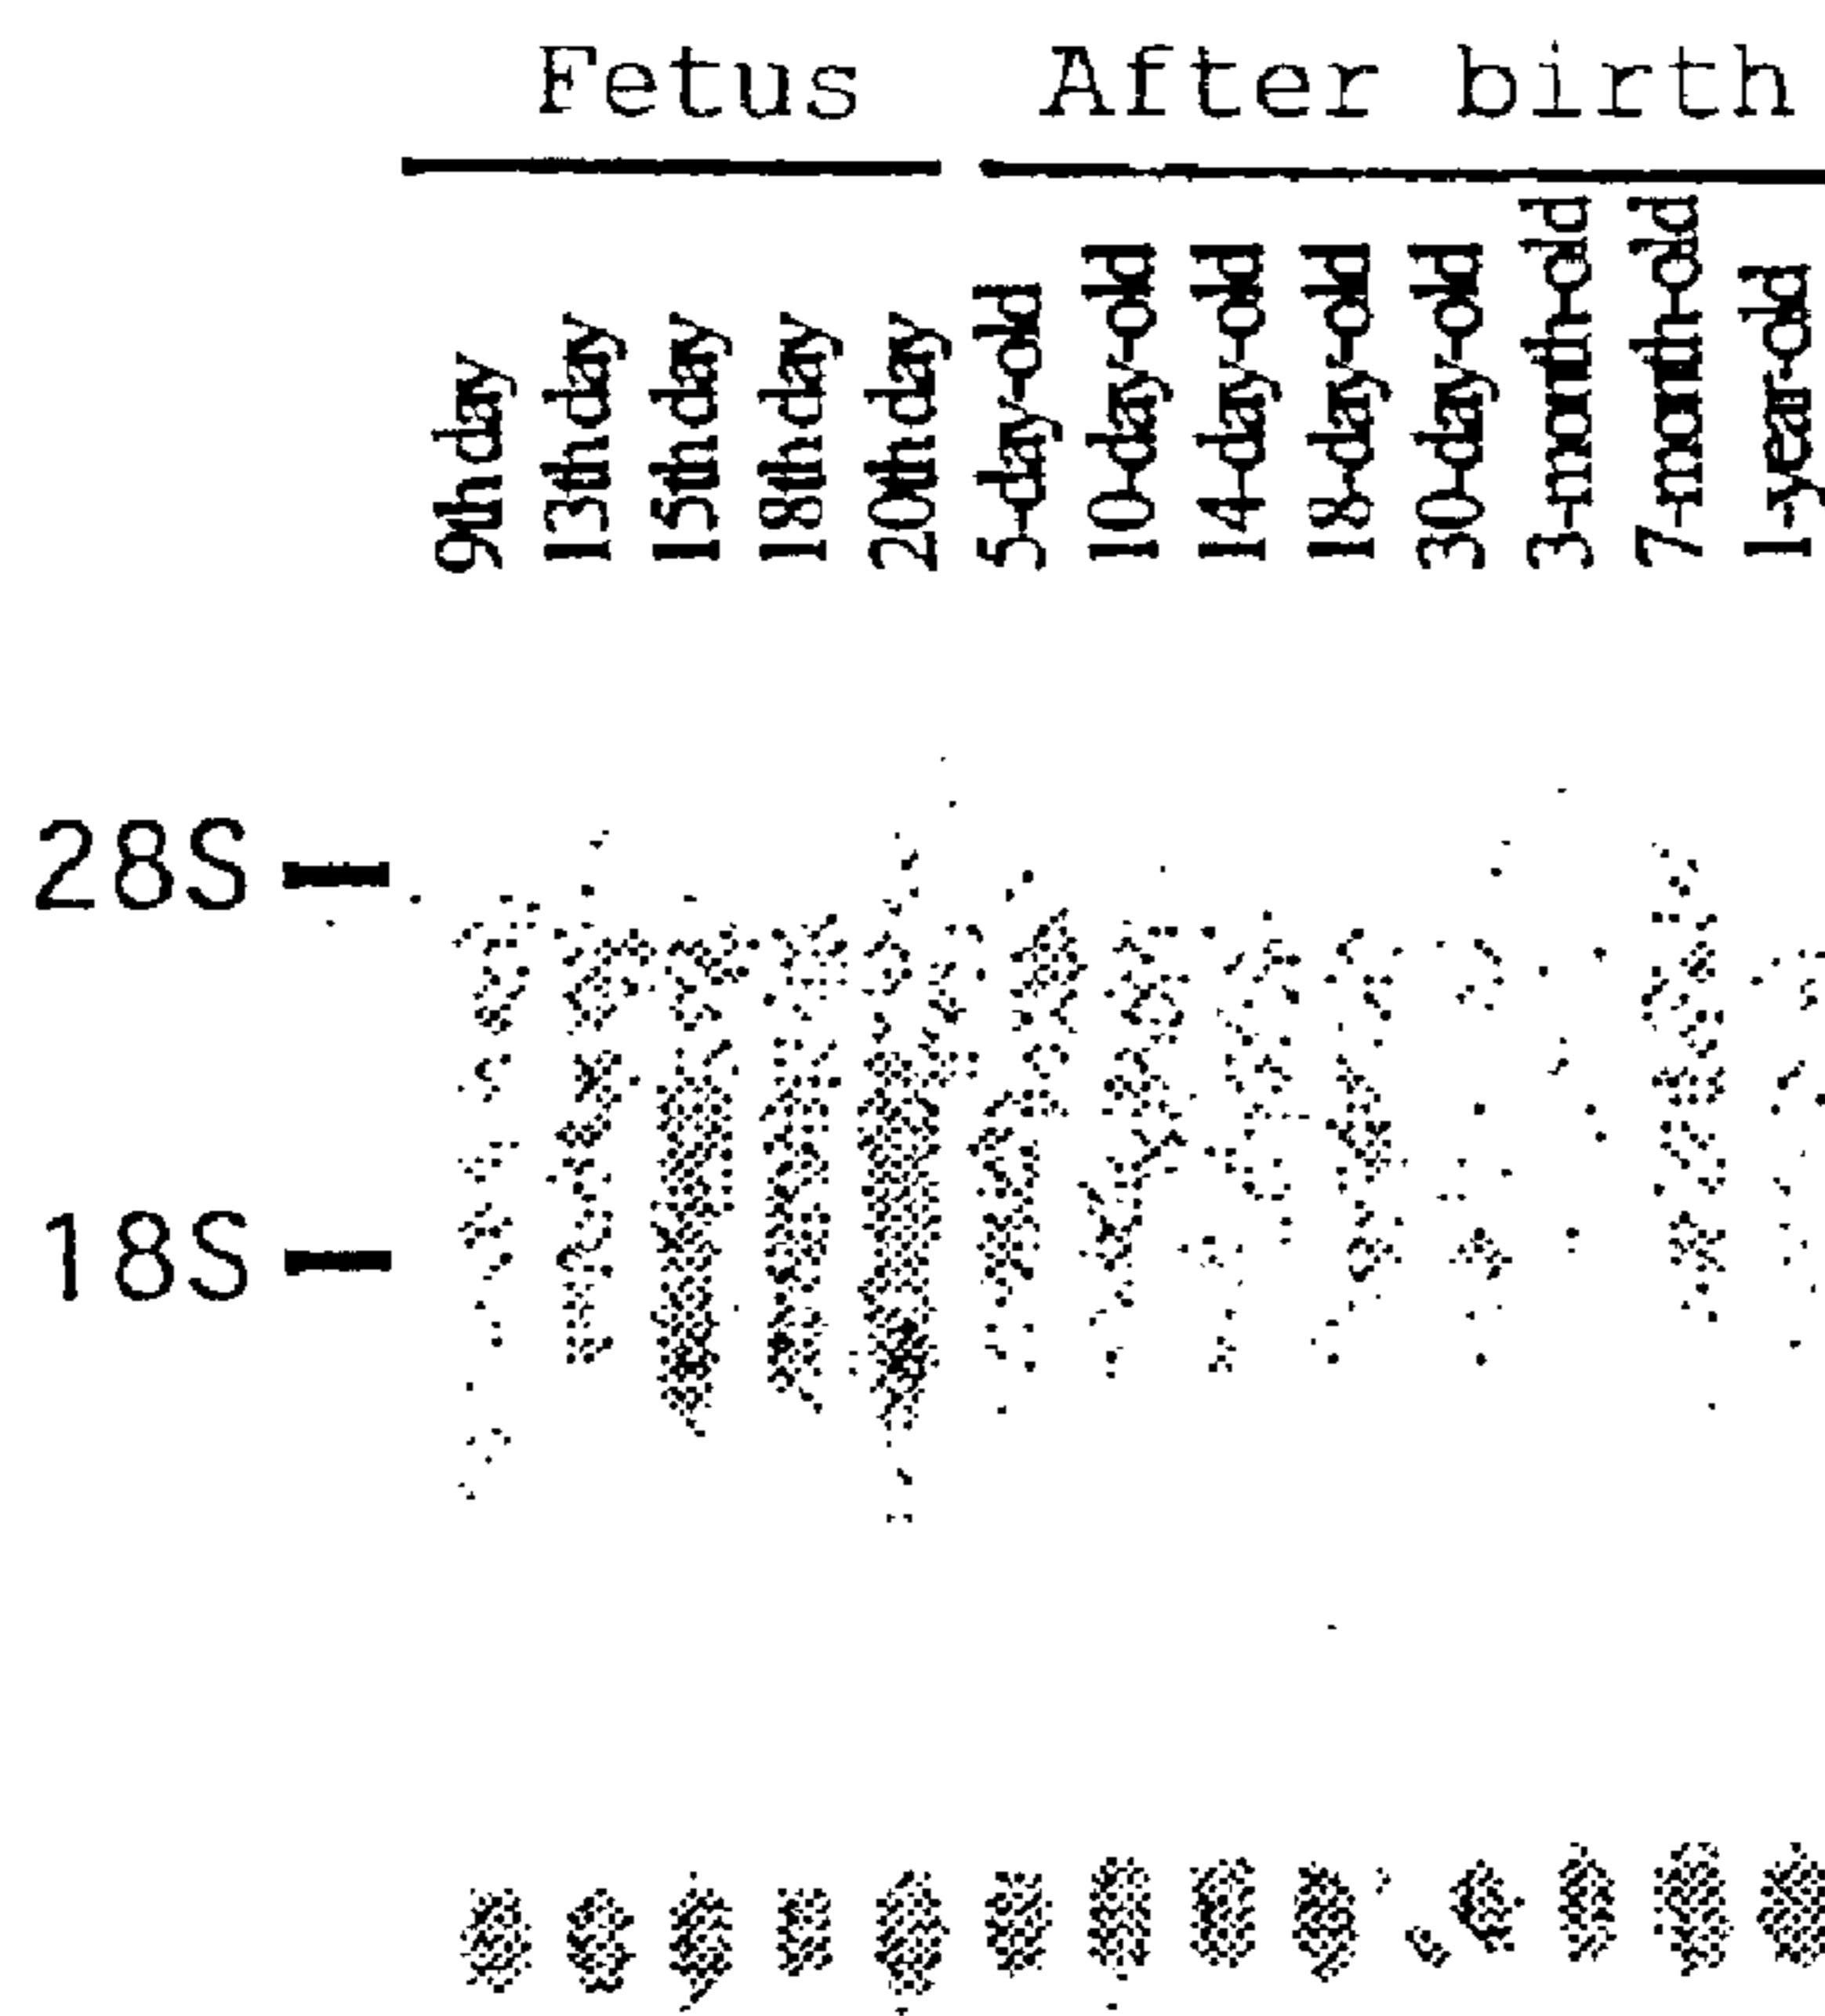 Fetus After birth
9th day
13th day
15th day
18th day
20th day
5-day-old
10-day-old
14-day-old
18-day-old
30-day-old
3-month-old
7-month-old
1-year-old
28S
18S